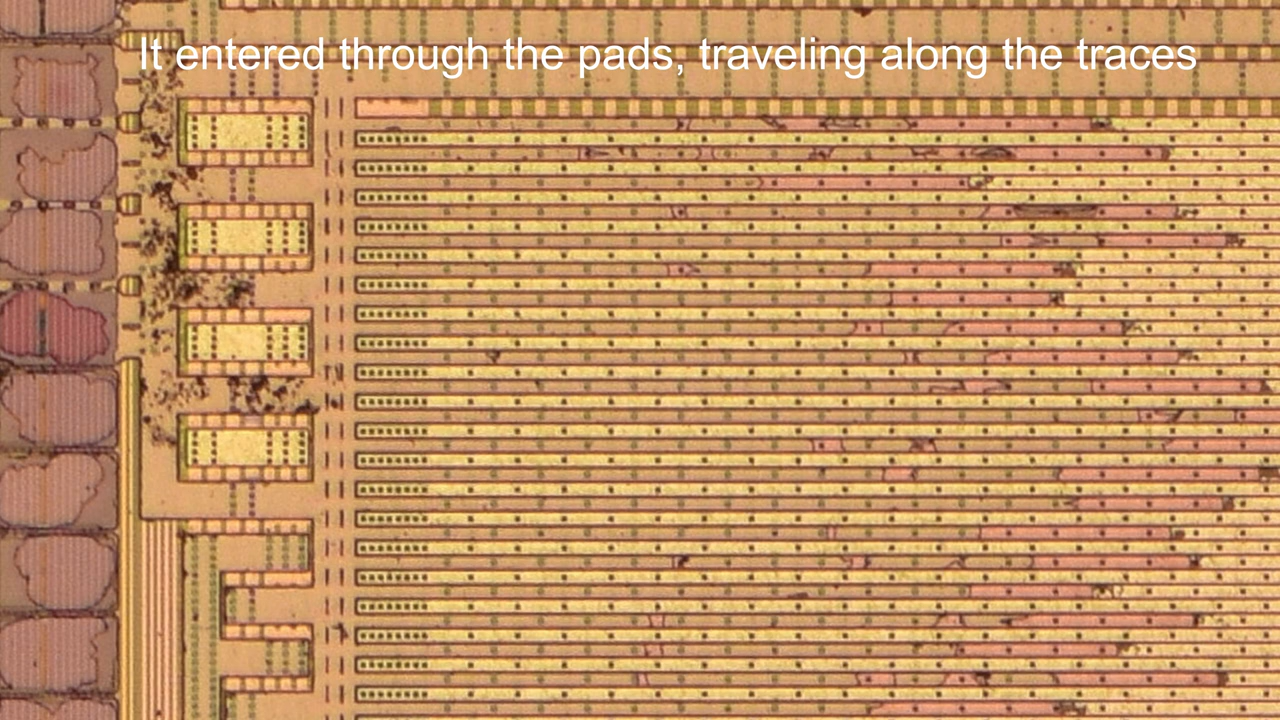 It entered through the pads, traveling along the traces